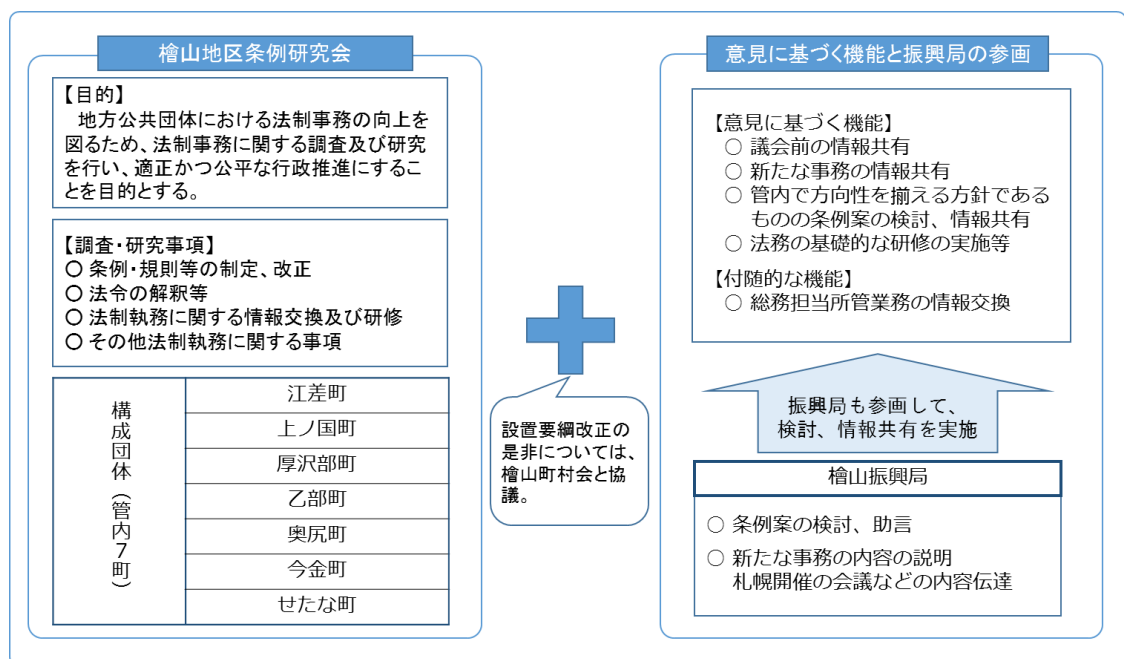 檜山地区条例研究会
【目的】
地方公共団体における法制事務の向上を
図るため、法制事務に関する調査及び研究
を行い、適正かつ公平な行政推進にするこ
とを目的とする。
【調査・研究事項】
○ 条例・規則等の制定、改正
○ 法令の解釈等
○ 法制執務に関する情報交換及び研修
○ その他法制執務に関する事項
構成団体（管内７町）
江差町
上ノ国町
厚沢部町
乙部町
奥尻町
今金町
せたな町
設置要綱改正の
是非については、
檜山町村会と協
議。
意見に基づく機能と振興局の参画
【意見に基づく機能】
○ 議会前の情報共有
○ 新たな事務の情報共有
○ 管内で方向性を揃える方針である
ものの条例案の検討、情報共有
○ 法務の基礎的な研修の実施等
【付随的な機能】
○ 総務担当所管業務の情報交換
振興局も参画して、
検討、情報共有を実施
檜山振興局
○ 条例案の検討、助言
○ 新たな事務の内容の説明
札幌開催の会議などの内容伝達